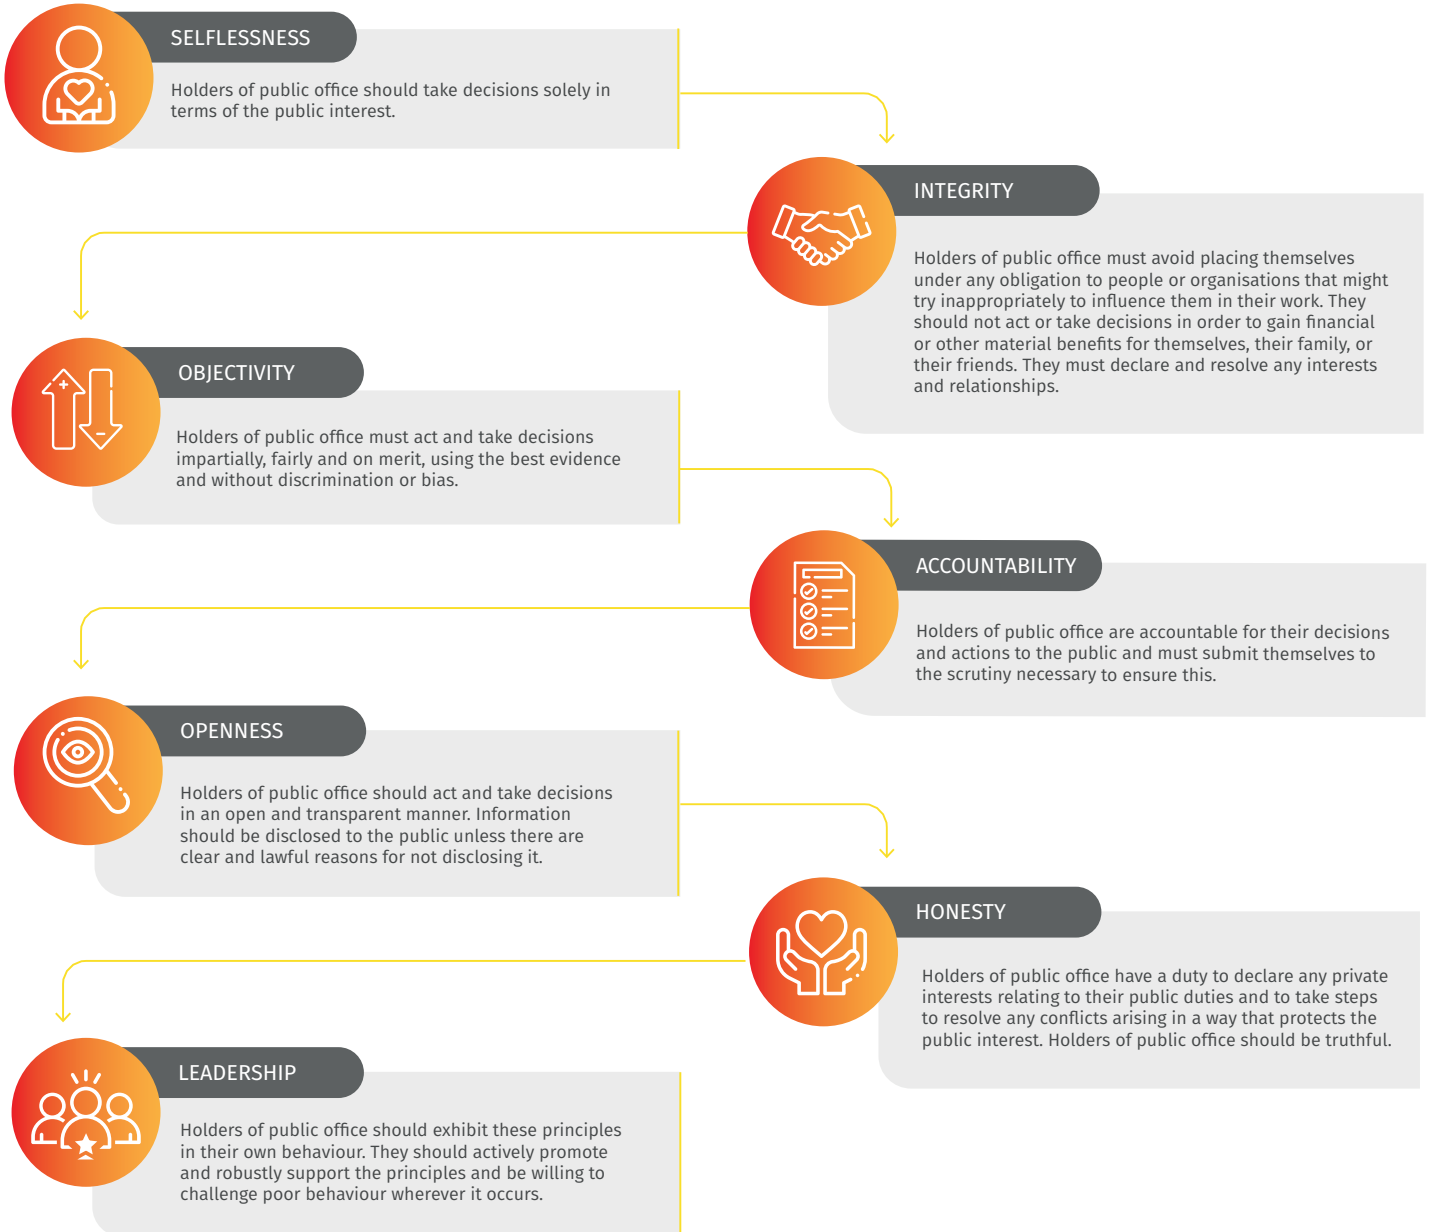 SELFLESSNESS
Holders of public office should take decisions solely in
terms of the public interest.
INTEGRITY
Holders of public office must avoid placing themselves
under any obligation to people or organisations that might
try inappropriately to influence them in their work. They
should not act or take decisions in order to gain financial
or other material benefits for themselves, their family, or
their friends. They must declare and resolve any interests
and relationships.
OBJECTIVITY
Holders of public office must act and take decisions
impartially, fairly and on merit, using the best evidence
and without discrimination or bias.
ACCOUNTABILITY
Holders of public office are accountable for their decisions
and actions to the public and must submit themselves to
the scrutiny necessary to ensure this.
OPENNESS
Holders of public office should act and take decisions
in an open and transparent manner. Information
should be disclosed to the public unless there are
clear and lawful reasons for not disclosing it.
HONESTY
Holders of public office have a duty to declare any private
interests relating to their public duties and to take steps
to resolve any conflicts arising in a way that protects the
public interest. Holders of public office should be truthful.
LEADERSHIP
Holders of public office should exhibit these principles
in their own behaviour. They should actively promote
and robustly support the principles and be willing to
challenge poor behaviour wherever it occurs.